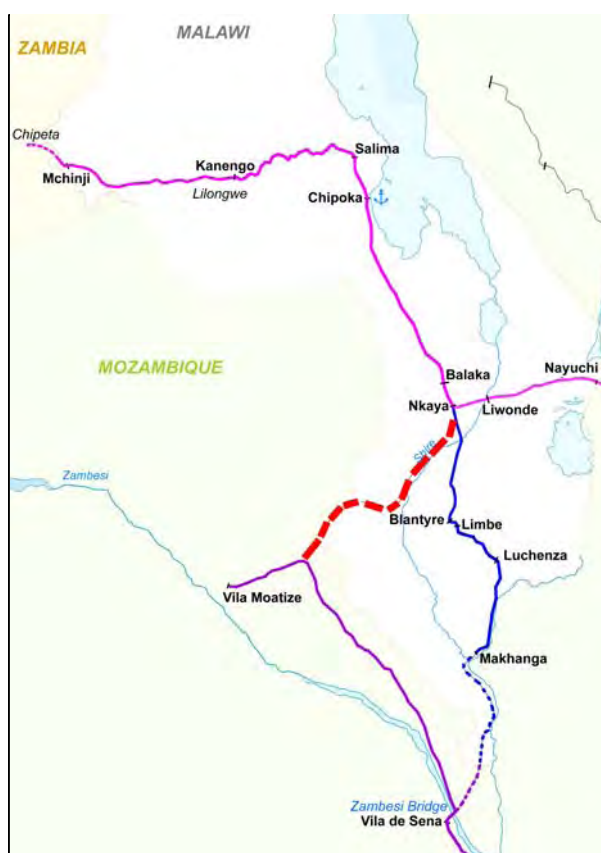 MALAWI
ZAMBIA
Chipeta
Salima
Kanengo
Mchinji
Lilongwe
Chipoka
MOZAMBIQUE
Nayuchi
Balaka
Nkaya
Liwonde
Shire
Zambesi
Blantyre
Limbe
Luchenza
Vila Moatize
Makhanga
Zambesi Bridge
Vila de Sena